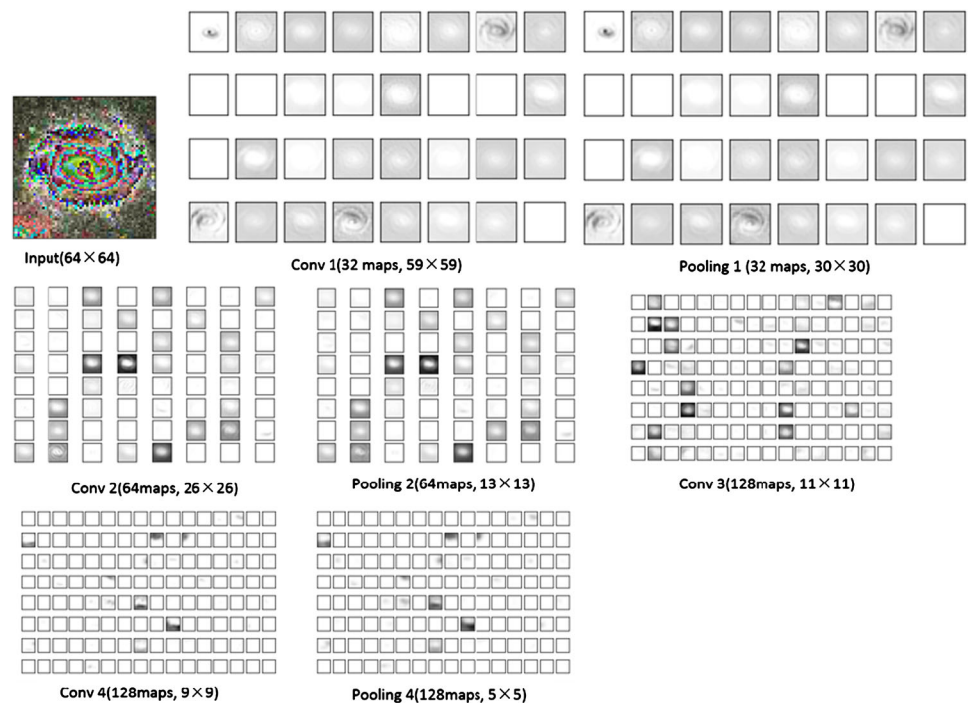 Input(64×64)
Conv 1(32 maps, 59×59)
Pooling 1 (32 maps, 30×30)
Conv 2(64maps, 26×26)
Pooling 2(64maps, 13×13)
Conv 3(128maps, 11×11)
Conv 4(128maps, 9×9)
Pooling 4(128maps, 5×5)